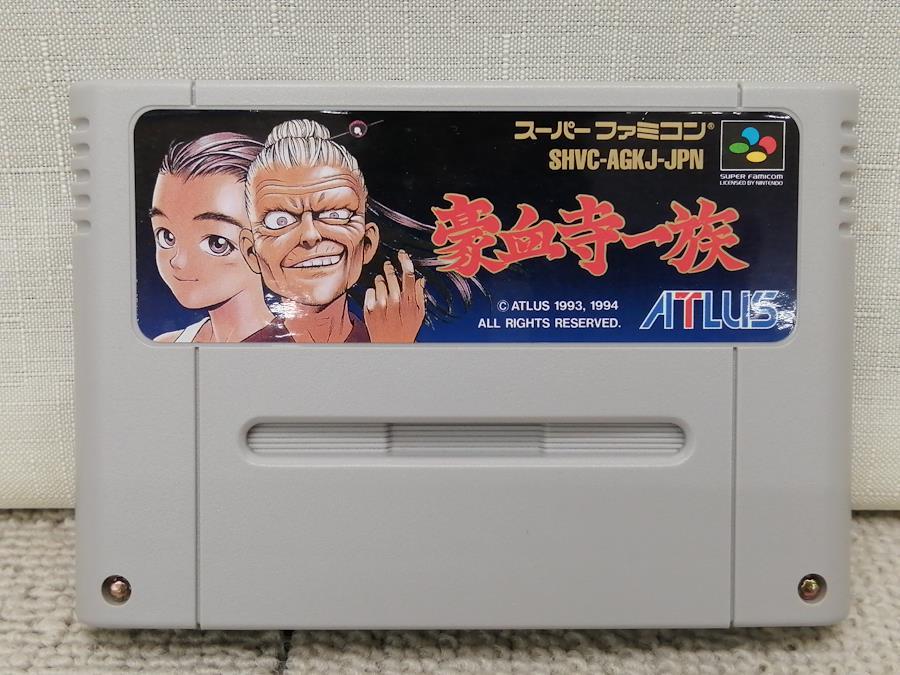 スーパーファミコン®
SHVC-AGKJ-JPN
SUPER FAMICOM
LICENSED BY NINTENDO
豪血寺一族
© ATLUS 1993, 1994
ALL RIGHTS RESERVED.
ATLUS